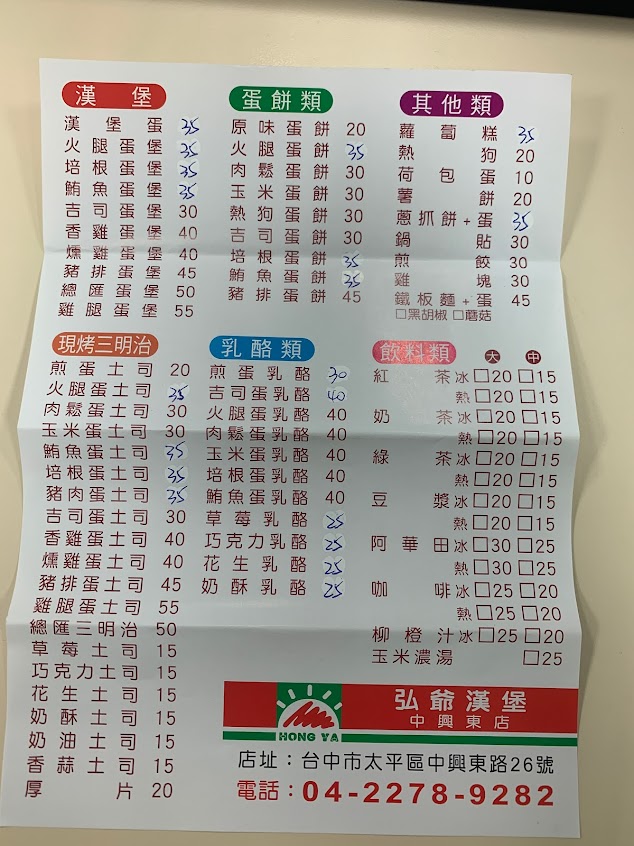 漢堡
漢堡蛋 35
火腿蛋堡 35
培根蛋堡 35
鮪魚蛋堡 35
吉司蛋堡 30
香雞蛋堡 40
燻雞蛋堡 40
豬排蛋堡 45
總匯蛋堡 50
雞腿蛋堡 55
蛋餅類
原味蛋餅 20
火腿蛋餅 35
肉鬆蛋餅 30
玉米蛋餅 30
熱狗蛋餅 30
吉司蛋餅 30
培根蛋餅 35
鮪魚蛋餅 35
豬排蛋餅 45
其他類
蘿蔔糕 35
熱狗 20
荷包蛋 10
薯餅 20
蔥抓餅+蛋 35
鍋貼 30
煎餃 30
雞塊 30
鐵板麵+蛋 45
□黑胡椒 □蘑菇
現烤三明治
煎蛋土司 20
火腿蛋土司 35
肉鬆蛋土司 30
玉米蛋土司 30
鮪魚蛋土司 35
培根蛋土司 35
豬肉蛋土司 35
吉司蛋土司 30
香雞蛋土司 40
燻雞蛋土司 40
豬排蛋土司 45
雞腿蛋土司 55
總匯三明治 50
草莓土司 15
巧克力土司 15
花生土司 15
奶酥土司 15
奶油土司 15
香蒜土司 15
厚片 20
乳酪類
煎蛋乳酪 30
吉司蛋乳酪 40
火腿蛋乳酪 40
肉鬆蛋乳酪 40
玉米蛋乳酪 40
培根蛋乳酪 40
鮪魚蛋乳酪 40
草莓乳酪 25
巧克力乳酪 25
花生乳酪 25
奶酥乳酪 25
飲料類 大 中
紅茶 冰 □20 □15
熱 □20 □15
奶茶 冰 □20 □15
熱 □20 □15
綠茶 冰 □20 □15
熱 □20 □15
豆漿 冰 □20 □15
熱 □20 □15
阿華田 冰 □30 □25
熱 □30 □25
咖啡 冰 □25 □20
熱 □25 □20
柳橙汁 冰 □25 □20
玉米濃湯 □25
HONG YA
弘爺漢堡
中興東店
店址：台中市太平區中興東路26號
電話：04-2278-9282